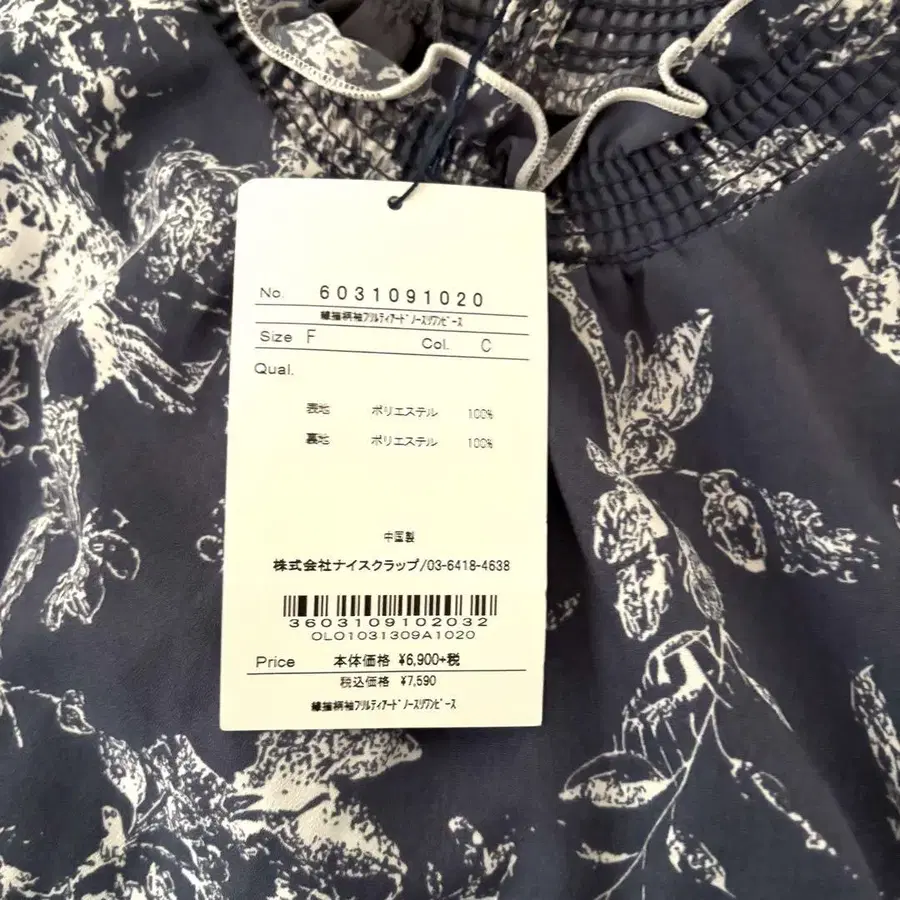 No. 6031091020
線描柄袖フリルティアードノースリワンピース
Size F Col. C
Qual.
表地 ポリエステル 100%
裏地 ポリエステル 100%
中国製
株式会社ナイスクラップ/03-6418-4638
3603109102032
0L01031309A1020
Price 本体価格 ¥6,900+税
税込価格 ¥7,590
線描柄袖フリルティアードノースリワンピース